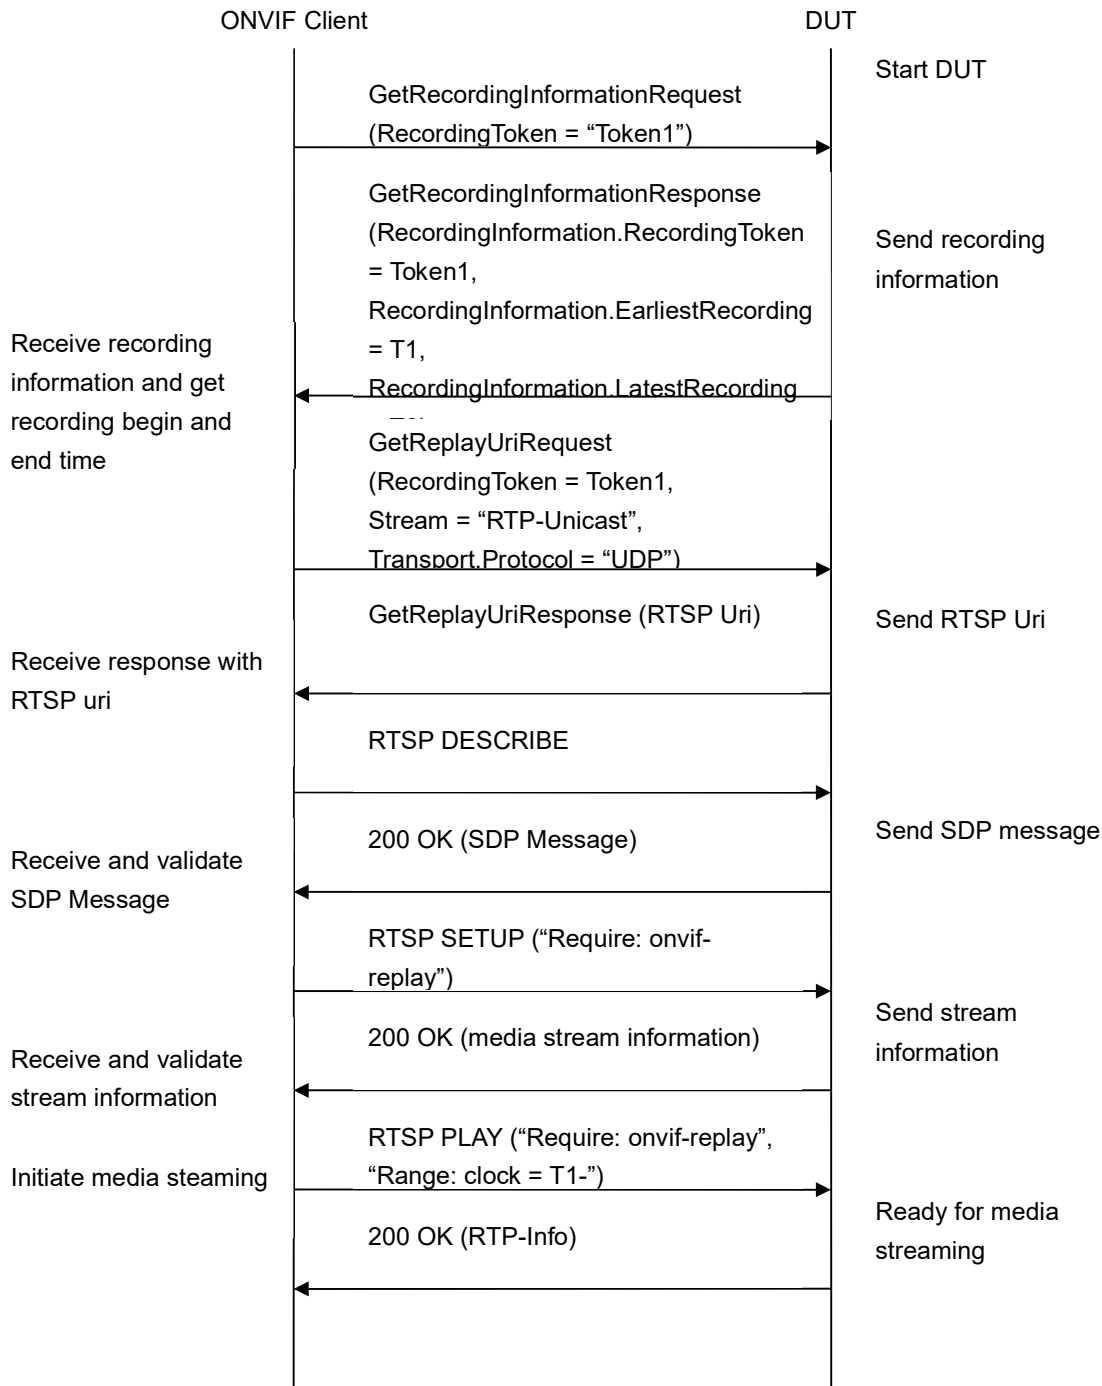 ONVIF Client
DUT
Start DUT
GetRecordingInformationRequest
(RecordingToken = “Token1”)
GetRecordingInformationResponse
(RecordingInformation.RecordingToken
= Token1,
RecordingInformation.EarliestRecording
= T1,
RecordingInformation.LatestRecording
Send recording
information
Receive recording
information and get
recording begin and
end time
GetReplayUriRequest
(RecordingToken = Token1,
Stream = “RTP-Unicast”,
Transport.Protocol = “UDP”)
GetReplayUriResponse (RTSP Uri)
Send RTSP Uri
Receive response with
RTSP uri
RTSP DESCRIBE
200 OK (SDP Message)
Send SDP message
Receive and validate
SDP Message
RTSP SETUP (“Require: onvif-
replay”)
200 OK (media stream information)
Send stream
information
Receive and validate
stream information
RTSP PLAY (“Require: onvif-replay”,
“Range: clock = T1-”)
Initiate media steaming
200 OK (RTP-Info)
Ready for media
streaming